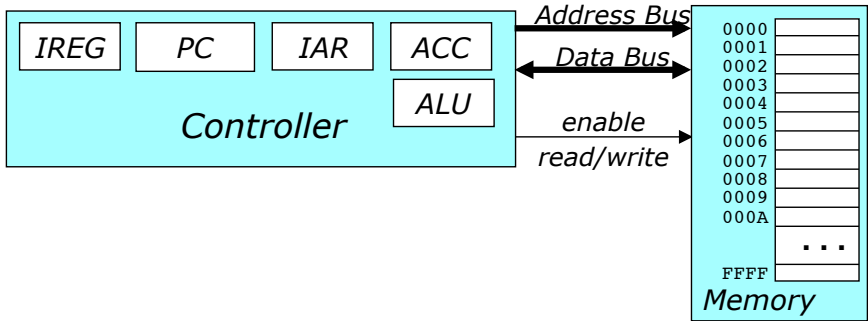 IREG PC IAR ACC
ALU
Controller
Address Bus
Data Bus
enable
read/write
0000
0001
0002
0003
0004
0005
0006
0007
0008
0009
000A
...
FFFF
Memory